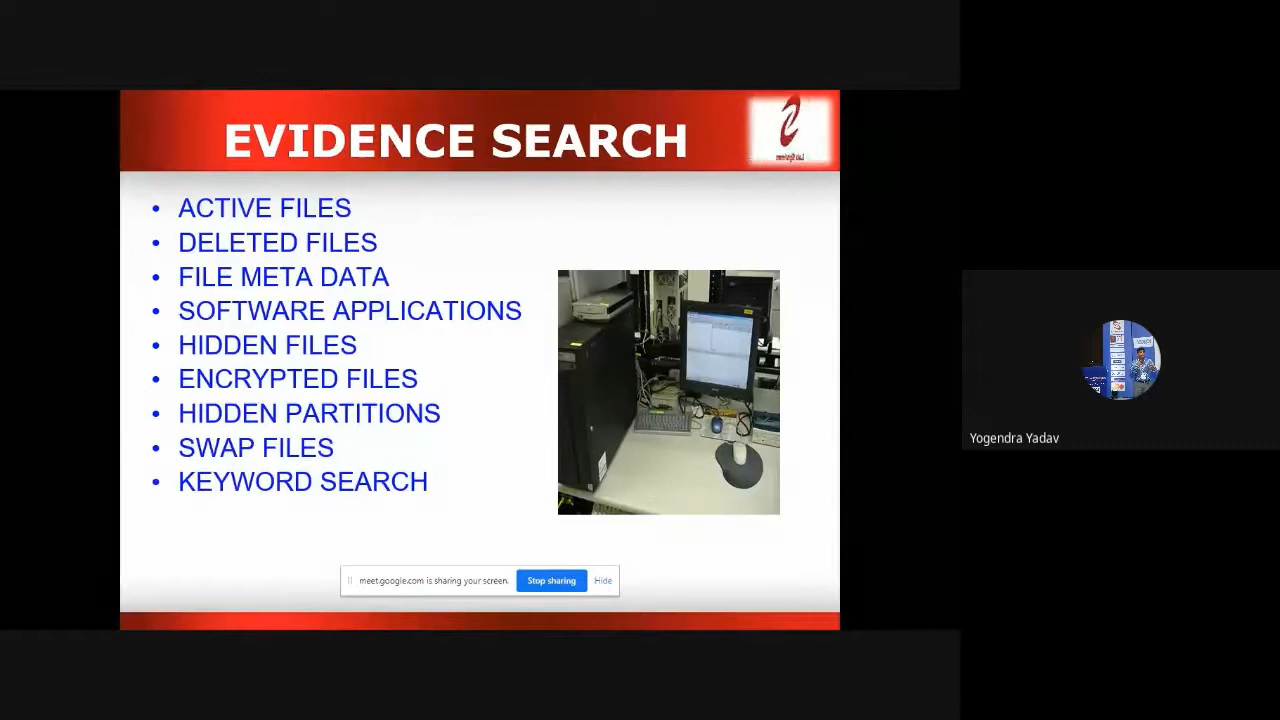 EVIDENCE SEARCH
• ACTIVE FILES
• DELETED FILES
• FILE META DATA
• SOFTWARE APPLICATIONS
• HIDDEN FILES
• ENCRYPTED FILES
• HIDDEN PARTITIONS
• SWAP FILES
• KEYWORD SEARCH
meet.google.com is sharing your screen. Stop sharing Hide
Yogendra Yadav